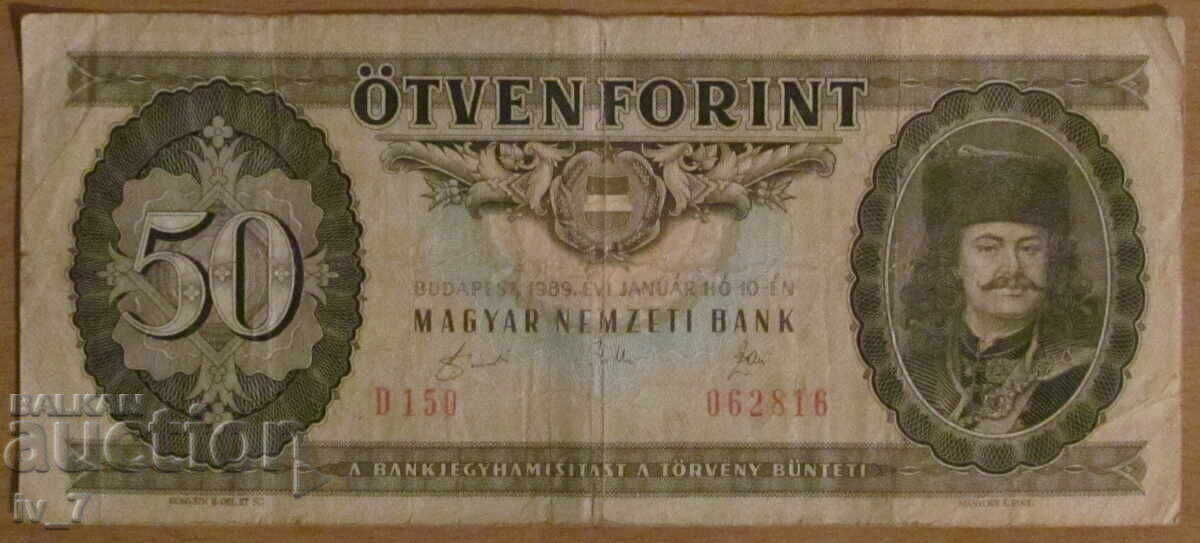 ÖTVEN FORINT
50
BUDAPEST, 1989. ÉVI JANUÁR HÓ 10-ÉN
MAGYAR NEMZETI BANK
D 150 062816
A BANKJEGYHAMISÍTÁST A TÖRVÉNY BÜNTETI
BALKAN
auction
iv_7